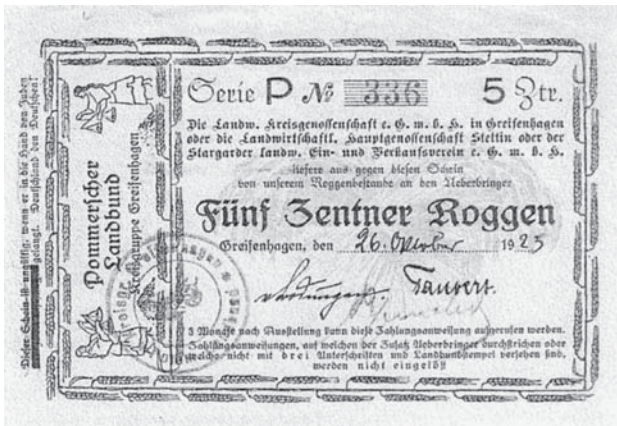 Dieser Schein ist ungültig, wenn er in die Hand von Juden
gelangt. Deutschland den Deutschen!
Pommerscher
Landbund
Kreisgruppe Greifenhagen
Serie P № 336 5 Ztr.
Die Landw. Kreisgenossenschaft e. G. m. b. H. in Greifenhagen
oder die Landwirtschaftl. Hauptgenossenschaft Stettin oder der
Stargarder landw. Ein- und Verkaufsverein e. G. m. b. H.
liefere aus gegen diesen Schein
von unserem Roggenbestande an den Ueberbringer
Fünf Zentner Roggen
Greifenhagen, den 26. Oktober 1923
Tauvert.
3 Monate nach Ausstellung kann diese Zahlungsanweisung aufgerufen werden.
Zahlungsanweisungen, auf welchen der Zusatz Ueberbringer durchstrichen oder
welche nicht mit drei Unterschriften und Landbundstempel versehen sind,
werden nicht eingelöst